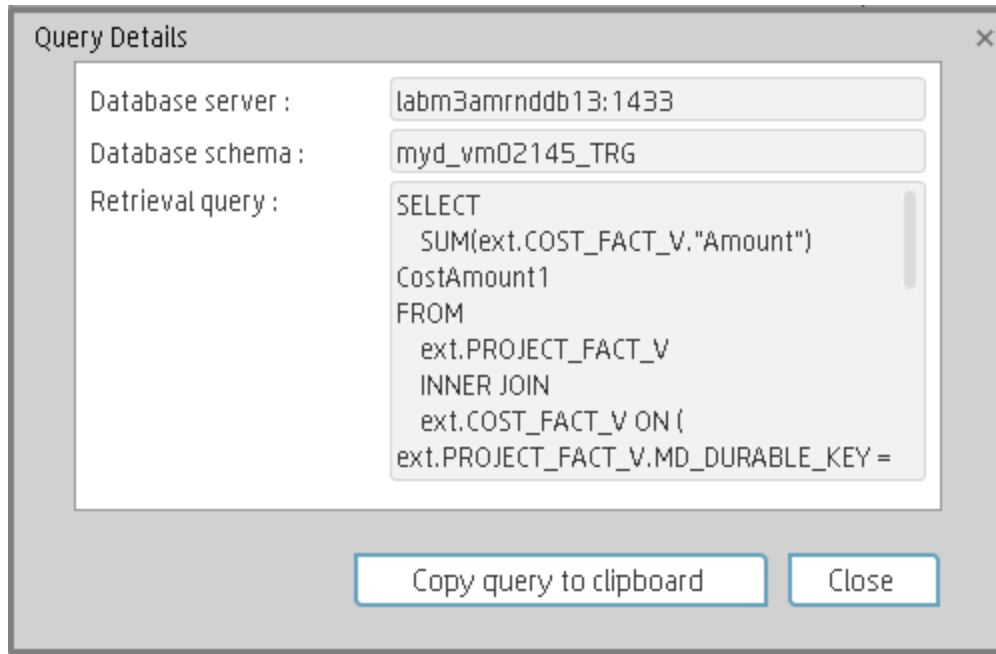 Query Details
Database server : labm3amrnddb13:1433
Database schema : myd_vm02145_TRG
Retrieval query : SELECT
SUM(ext.COST_FACT_V."Amount")
CostAmount1
FROM
ext.PROJECT_FACT_V
INNER JOIN
ext.COST_FACT_V ON (
ext.PROJECT_FACT_V.MD_DURABLE_KEY =
Copy query to clipboard Close